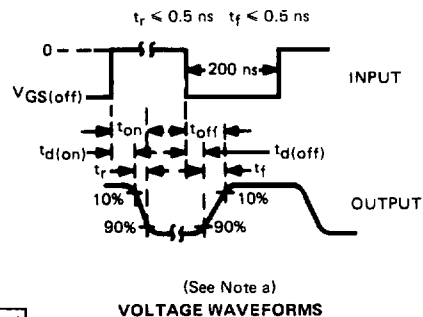 tr ⩽ 0.5 ns tf ⩽ 0.5 ns
0
200 ns
INPUT
VGS(off)
ton
toff
td(on)
td(off)
tr
tf
10%
10%
OUTPUT
90%
90%
(See Note a)
VOLTAGE WAVEFORMS